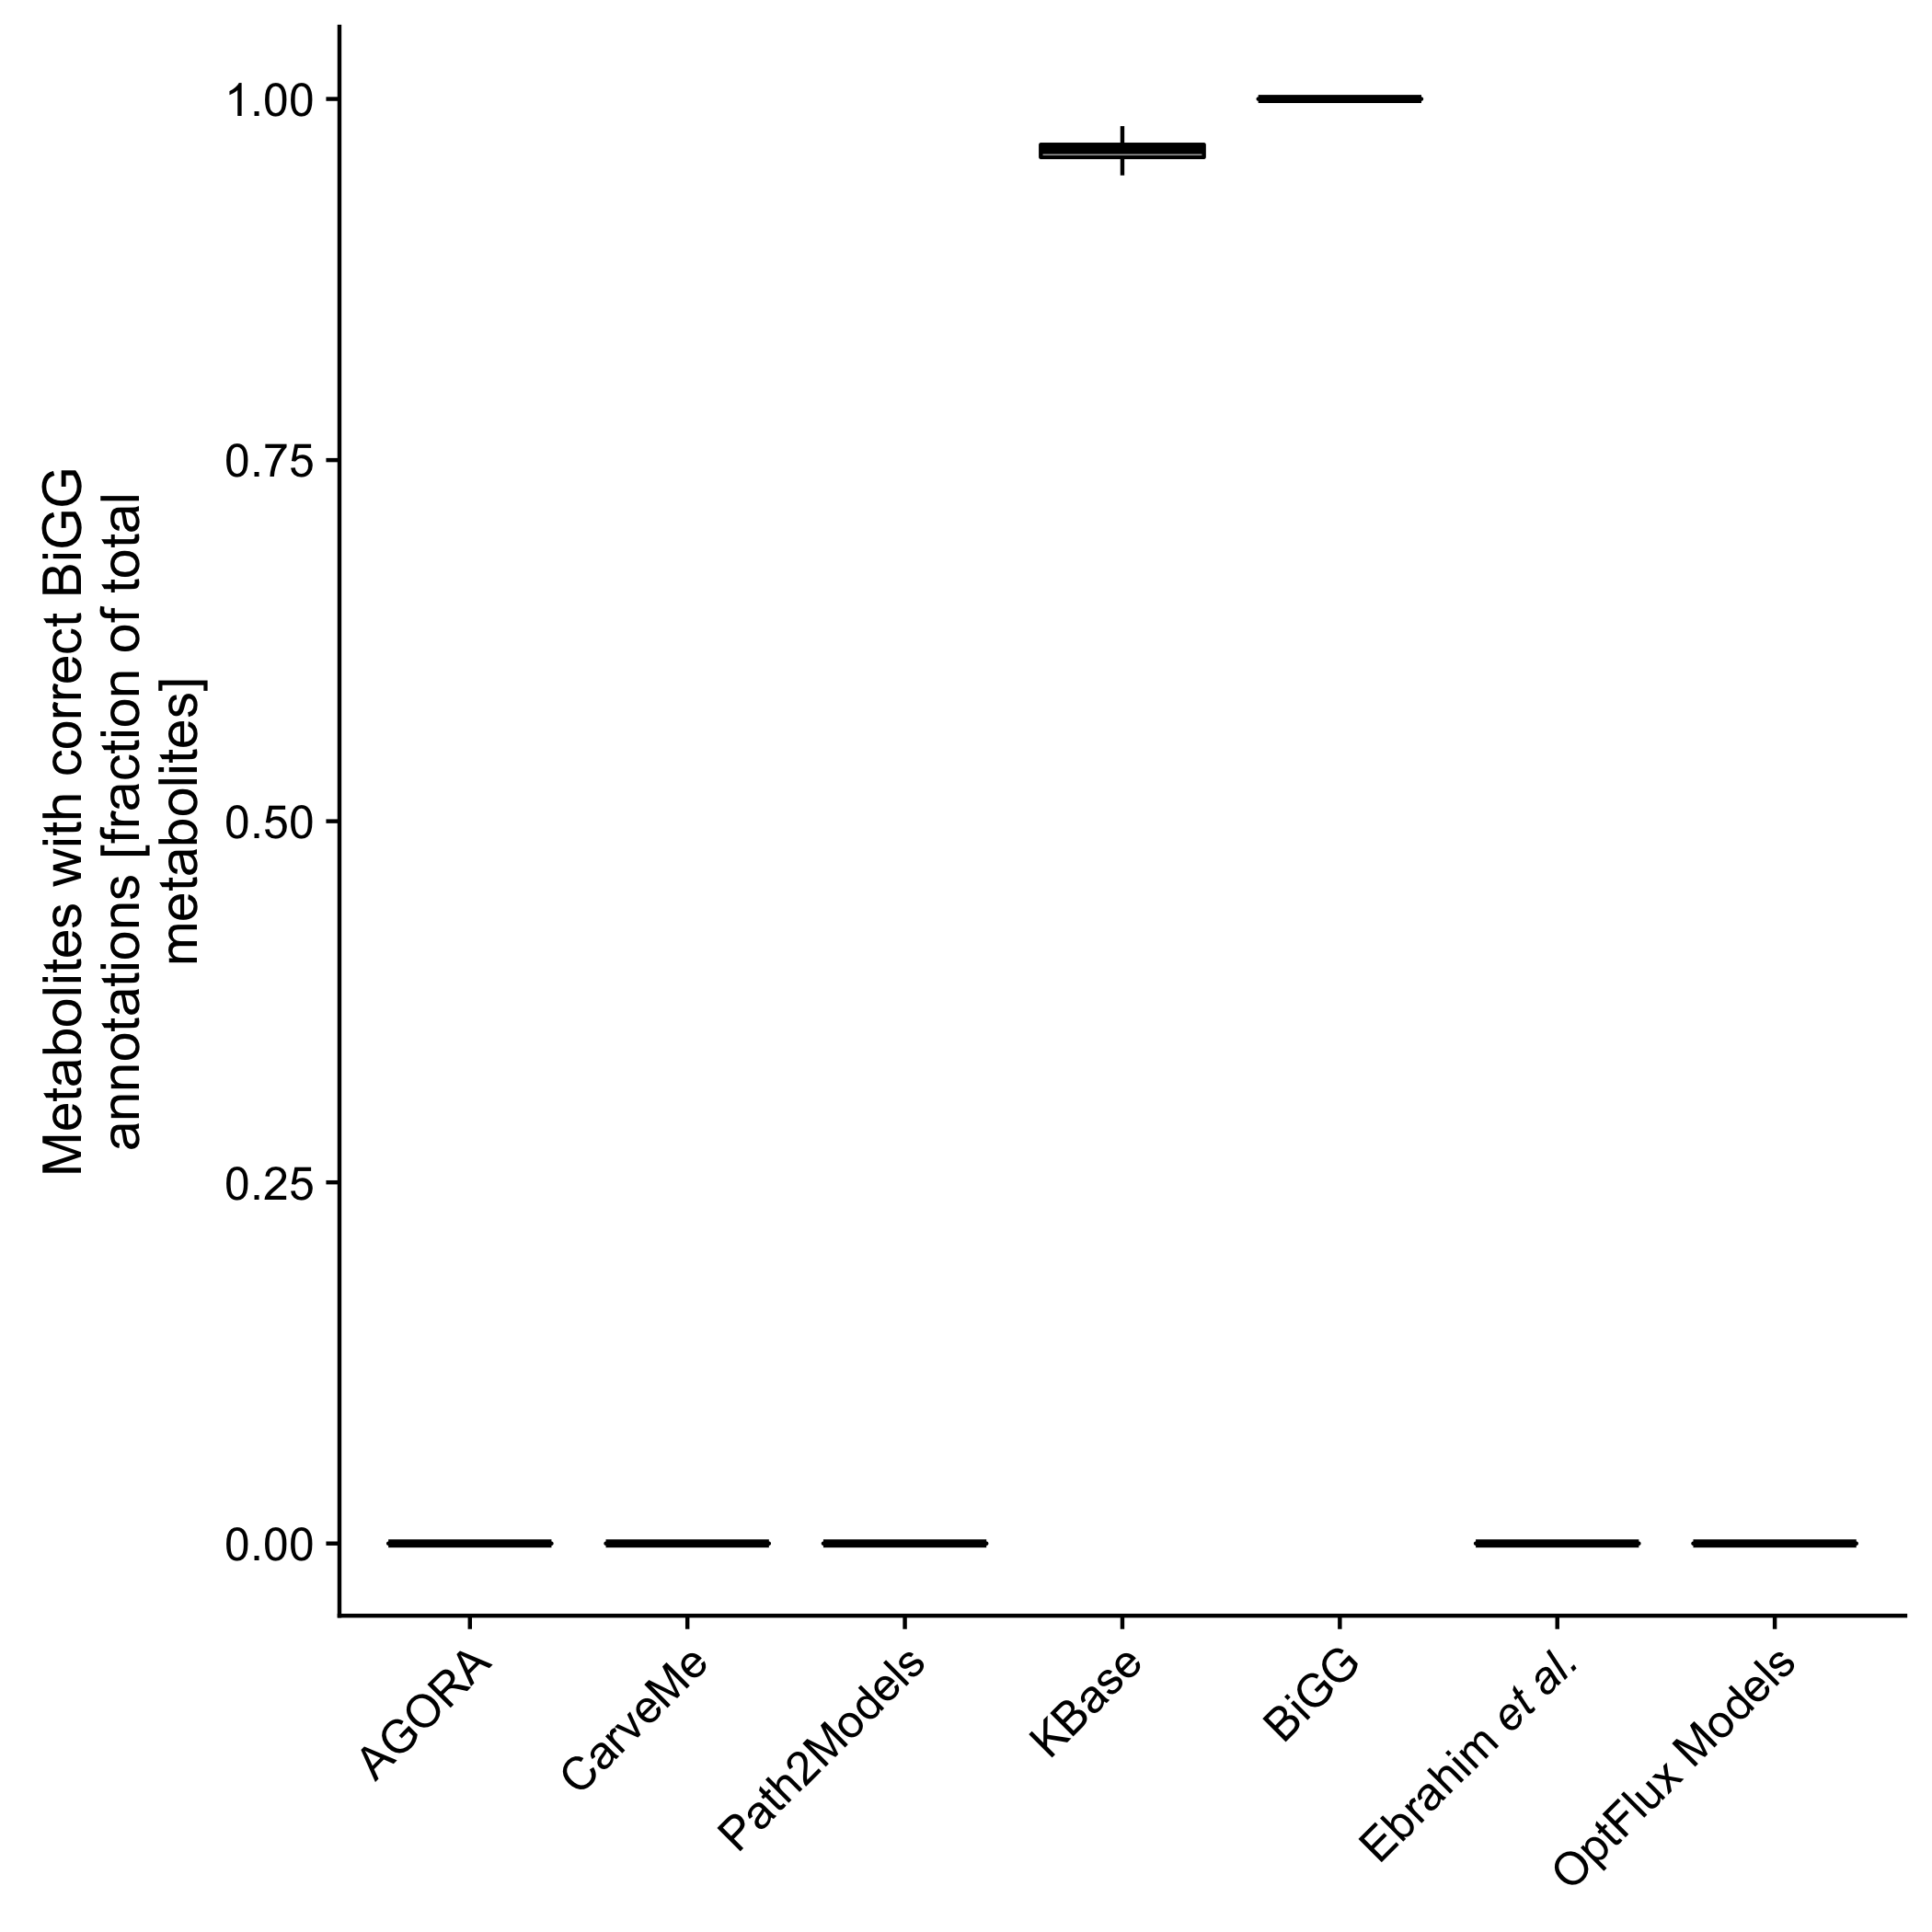 Metabolites with correct BiGG
annotations [fraction of total
metabolites]
1.00
0.75
0.50
0.25
0.00
AGORA
CarveMe
Path2Models
KBase
BiGG
Ebrahim et al.
OptFlux Models